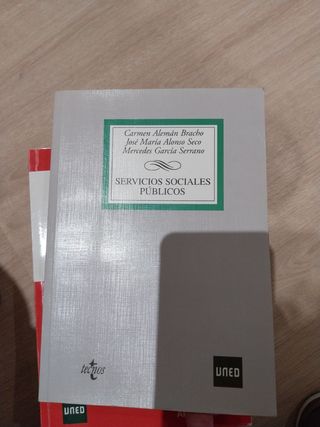 Carmen Alemán Bracho
José María Alonso Seco
Mercedes García Serrano
SERVICIOS SOCIALES
PÚBLICOS
tecnos
UNED
UNED